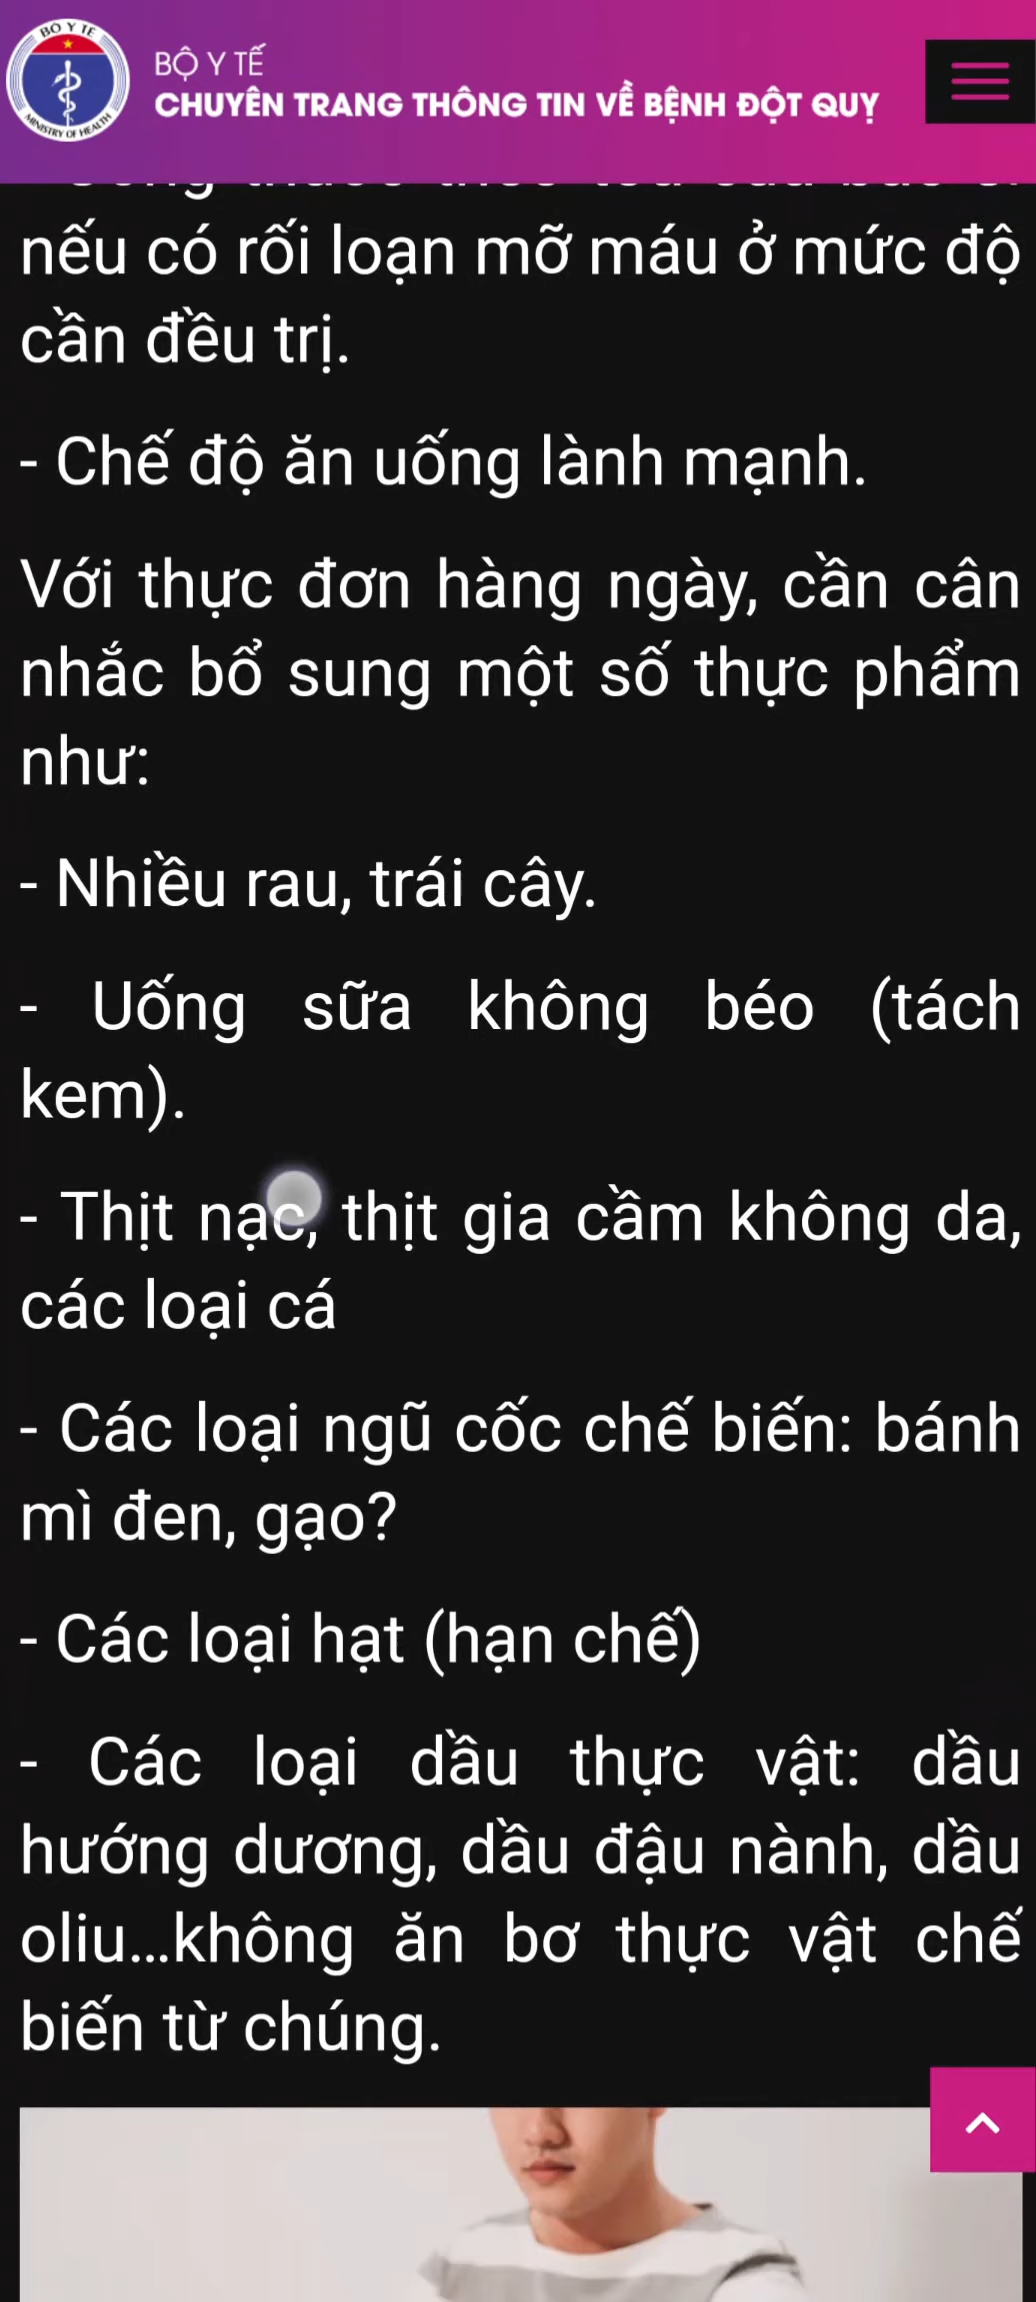 BỘ Y TẾ
MINISTRY OF HEALTH
BỘ Y TẾ
CHUYÊN TRANG THÔNG TIN VỀ BỆNH ĐỘT QUỴ
nếu có rối loạn mỡ máu ở mức độ
cần đều trị.
- Chế độ ăn uống lành mạnh.
Với thực đơn hàng ngày, cần cân
nhắc bổ sung một số thực phẩm
như:
- Nhiều rau, trái cây.
- Uống sữa không béo (tách
kem).
- Thịt nạc, thịt gia cầm không da,
các loại cá
- Các loại ngũ cốc chế biến: bánh
mì đen, gạo?
- Các loại hạt (hạn chế)
- Các loại dầu thực vật: dầu
hướng dương, dầu đậu nành, dầu
oliu...không ăn bơ thực vật chế
biến từ chúng.